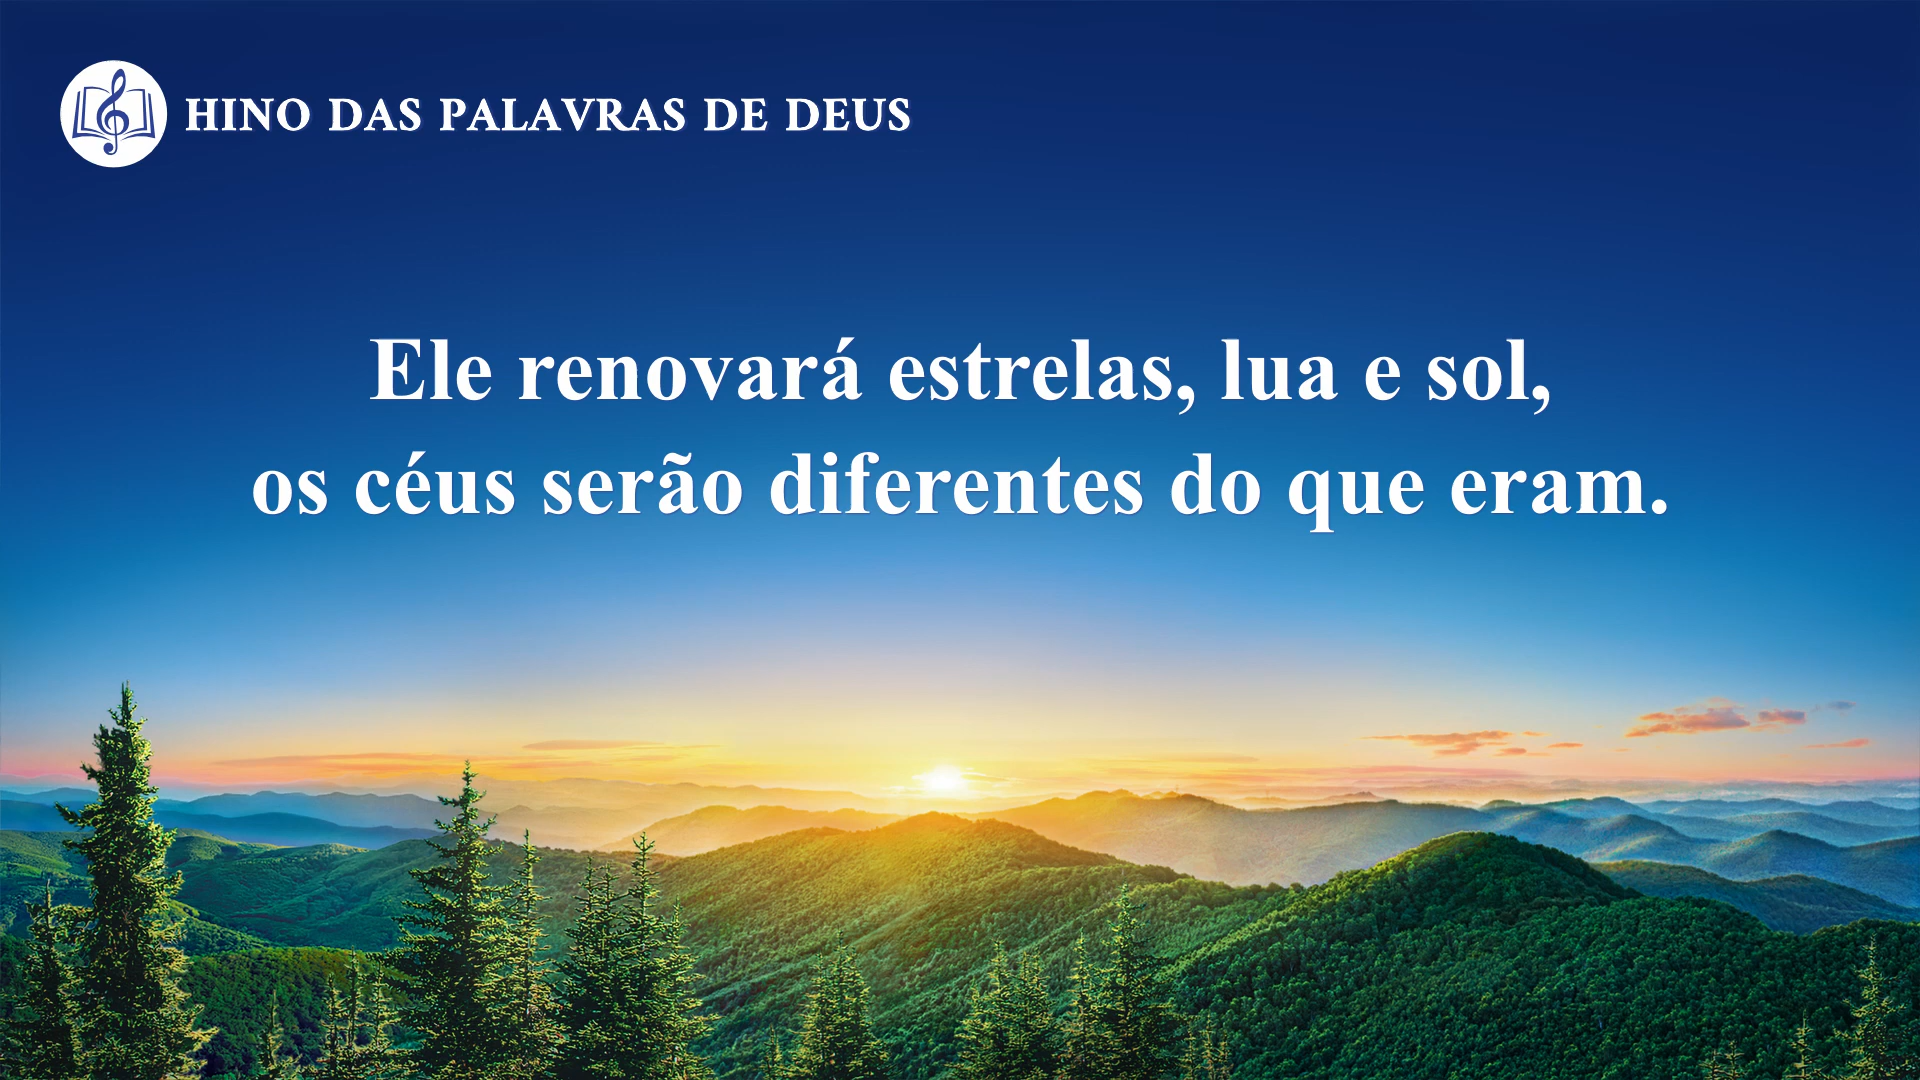 HINO DAS PALAVRAS DE DEUS
Ele renovará estrelas, lua e sol,
os céus serão diferentes do que eram.